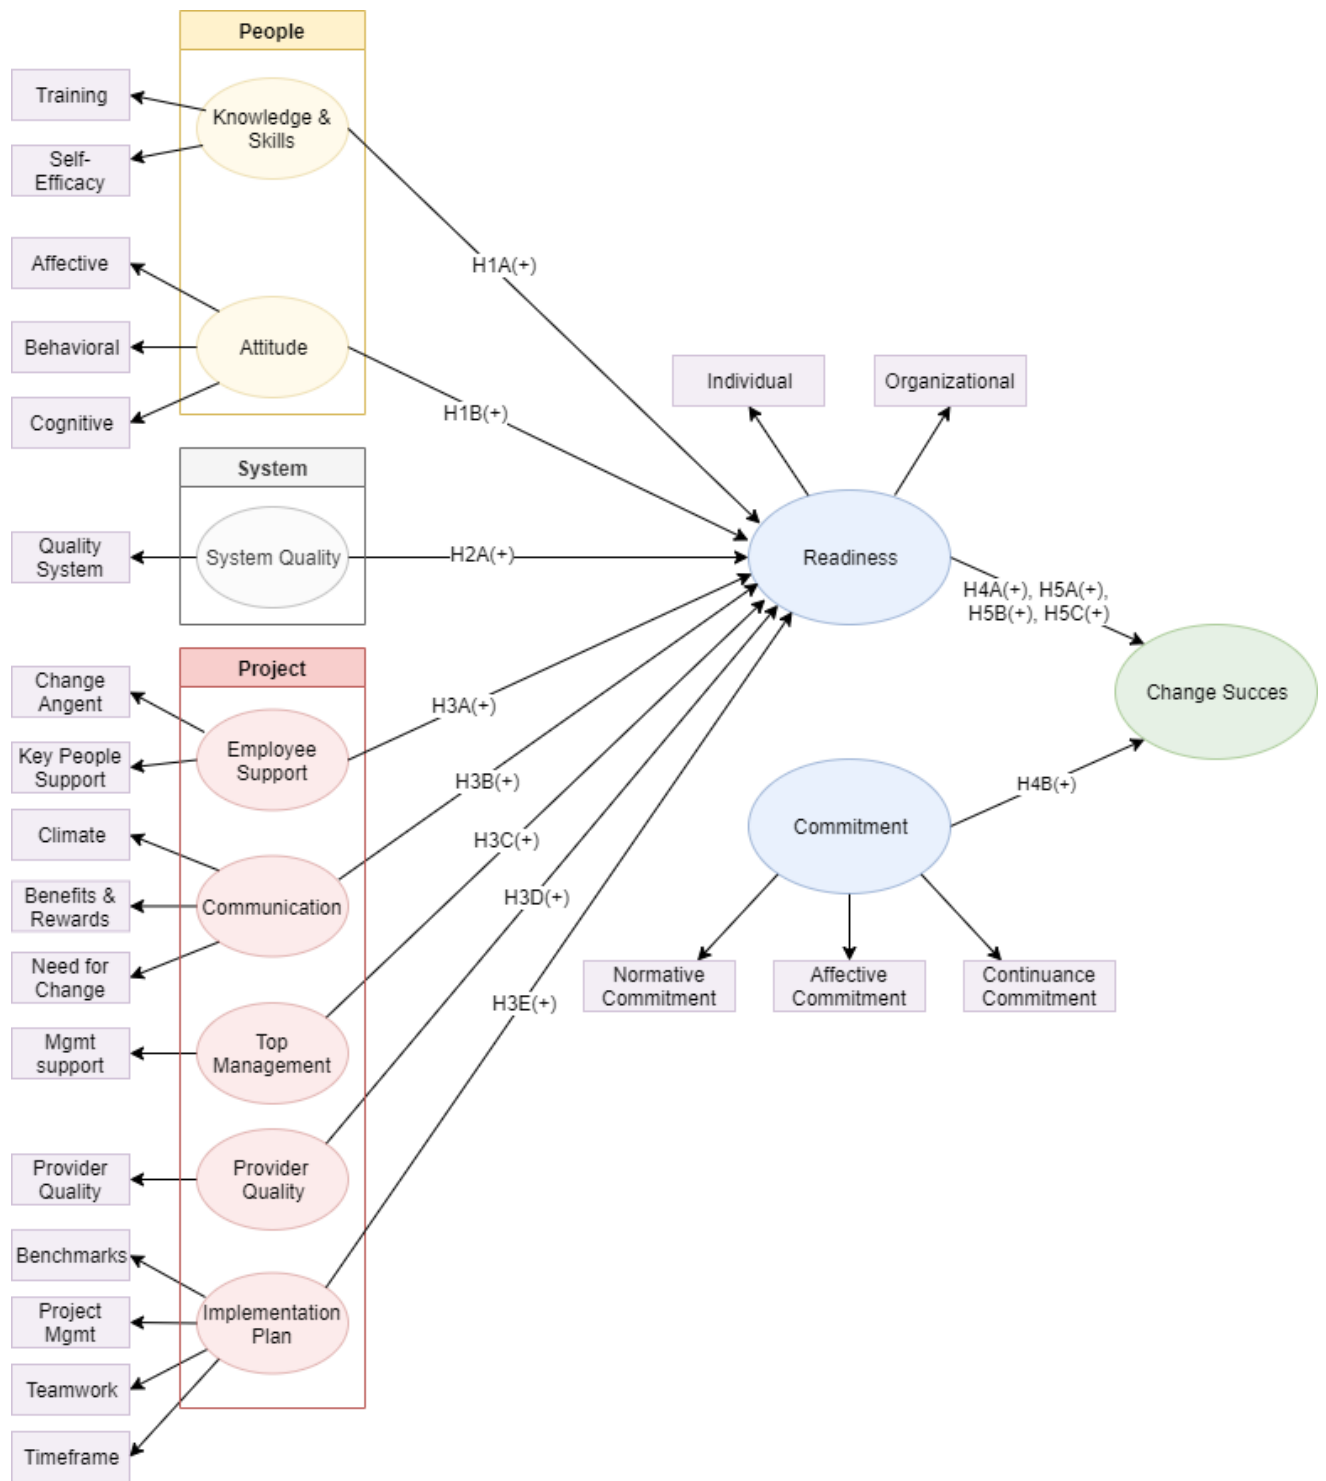 People
Training
Knowledge &
Skills
Self-
Efficacy
Affective
H1A(+)
Behavioral
Attitude
Individual
Organizational
Cognitive
H1B(+)
System
Quality
System
System Quality
H2A(+)
Readiness
H4A(+), H5A(+),
H5B(+), H5C(+)
Project
Change
Angent
Change Succes
Employee
Support
H3A(+)
Key People
Support
H3B(+)
H4B(+)
Climate
Commitment
H3C(+)
Benefits &
Rewards
Communication
H3D(+)
Need for
Change
Normative
Commitment
Affective
Commitment
Continuance
Commitment
H3E(+)
Mgmt
support
Top
Management
Provider
Quality
Provider
Quality
Benchmarks
Project
Mgmt
Implementation
Plan
Teamwork
Timeframe